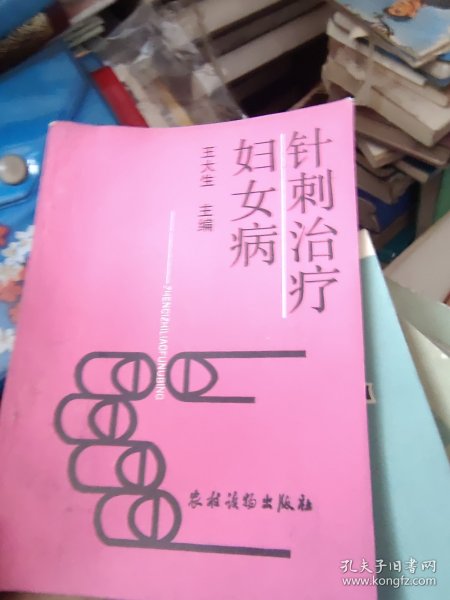 针刺治疗
妇女病
王大生 主编
ZHENCIZHILIAOFUNUBING
农村读物出版社
孔夫子旧书网
www.kongfz.com